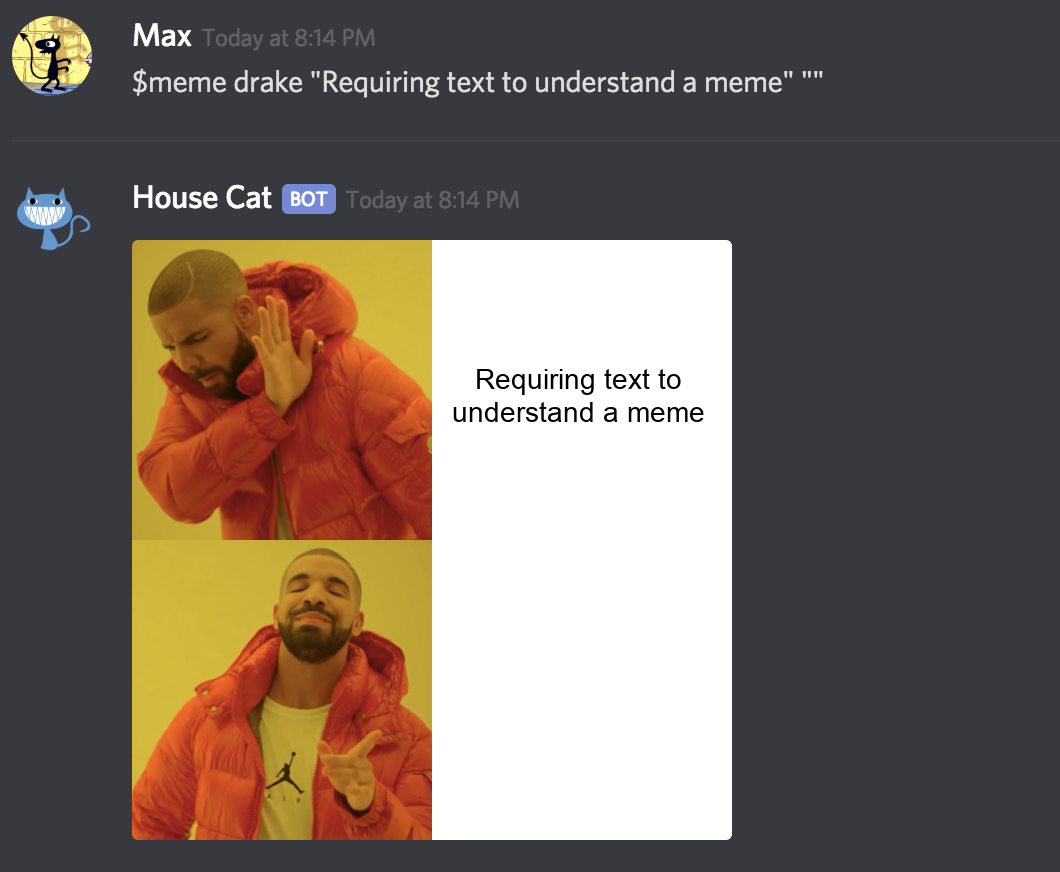 Max Today at 8:14 PM
$meme drake "Requiring text to understand a meme" ""
House Cat BOT Today at 8:14 PM
Requiring text to
understand a meme
A I R